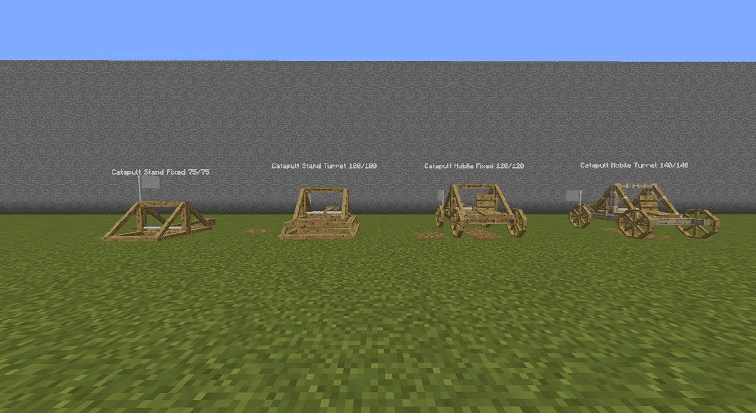 Catapult Stand Fixed 75/75
Catapult Stand Turret 100/100
Catapult Mobile Fixed 120/120
Catapult Mobile Turret 140/140